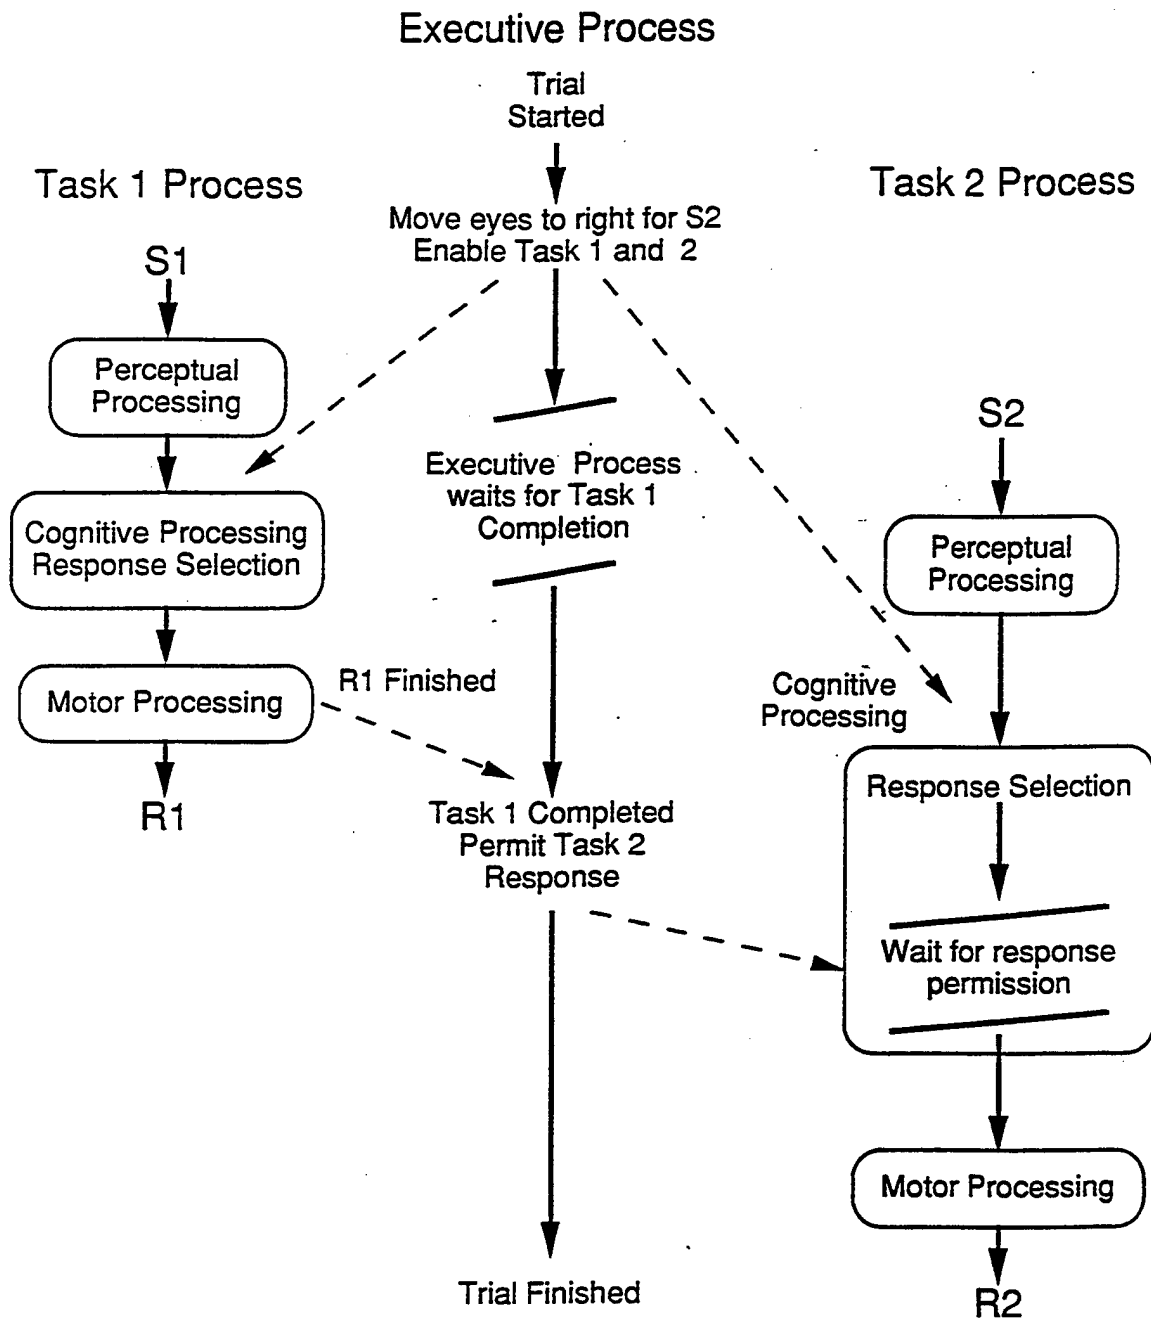 Executive Process
Trial
Started
Task 1 Process
Task 2 Process
Move eyes to right for S2
Enable Task 1 and 2
S1
Perceptual
Processing
S2
Executive Process
waits for Task 1
Completion
Cognitive Processing
Response Selection
Perceptual
Processing
R1 Finished
Motor Processing
Cognitive
Processing
R1
Response Selection
Task 1 Completed
Permit Task 2
Response
Wait for response
permission
Motor Processing
Trial Finished
R2